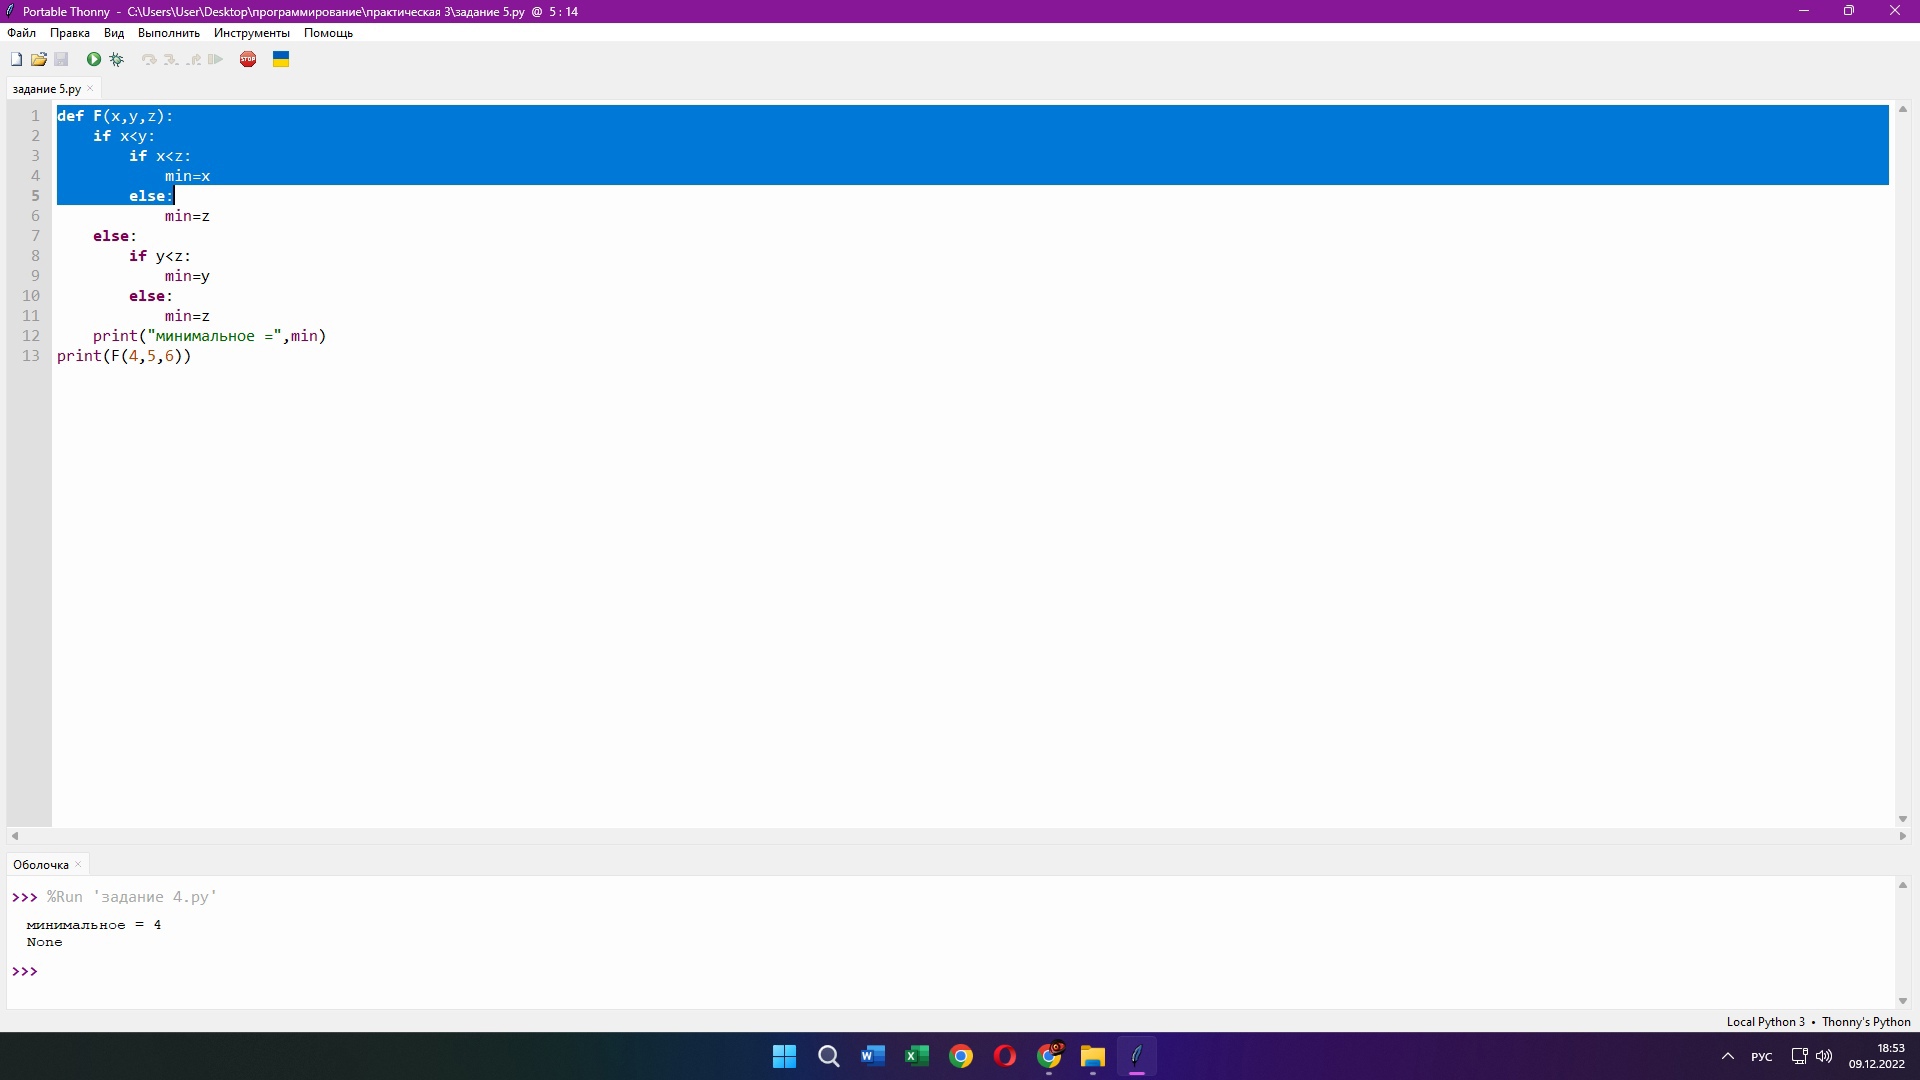 Portable Thonny - C:\Users\User\Desktop\программирование\практическая 3\задание 5.py @ 5 : 14
Файл Правка Вид Выполнить Инструменты Помощь
STOP
задание 5.py ×
1 def F(x,y,z):
2     if x<y:
3         if x<z:
4             min=x
5         else:
6             min=z
7     else:
8         if y<z:
9             min=y
10         else:
11             min=z
12     print("минимальное =",min)
13 print(F(4,5,6))
Оболочка ×
>>> %Run 'задание 4.py'
минимальное = 4
None
>>>
Local Python 3 • Thonny's Python
РУС
18:53
09.12.2022